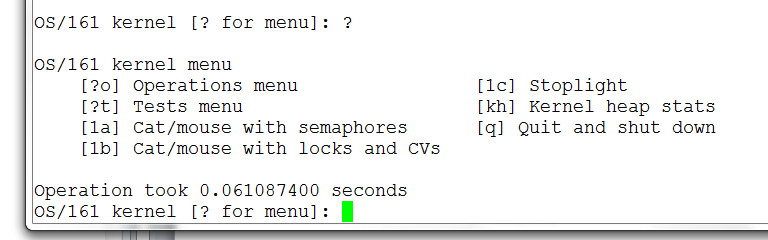 OS/161 kernel [? for menu]: ?
OS/161 kernel menu
[?o] Operations menu [1c] Stoplight
[?t] Tests menu [kh] Kernel heap stats
[1a] Cat/mouse with semaphores [q] Quit and shut down
[1b] Cat/mouse with locks and CVs
Operation took 0.061087400 seconds
OS/161 kernel [? for menu]: